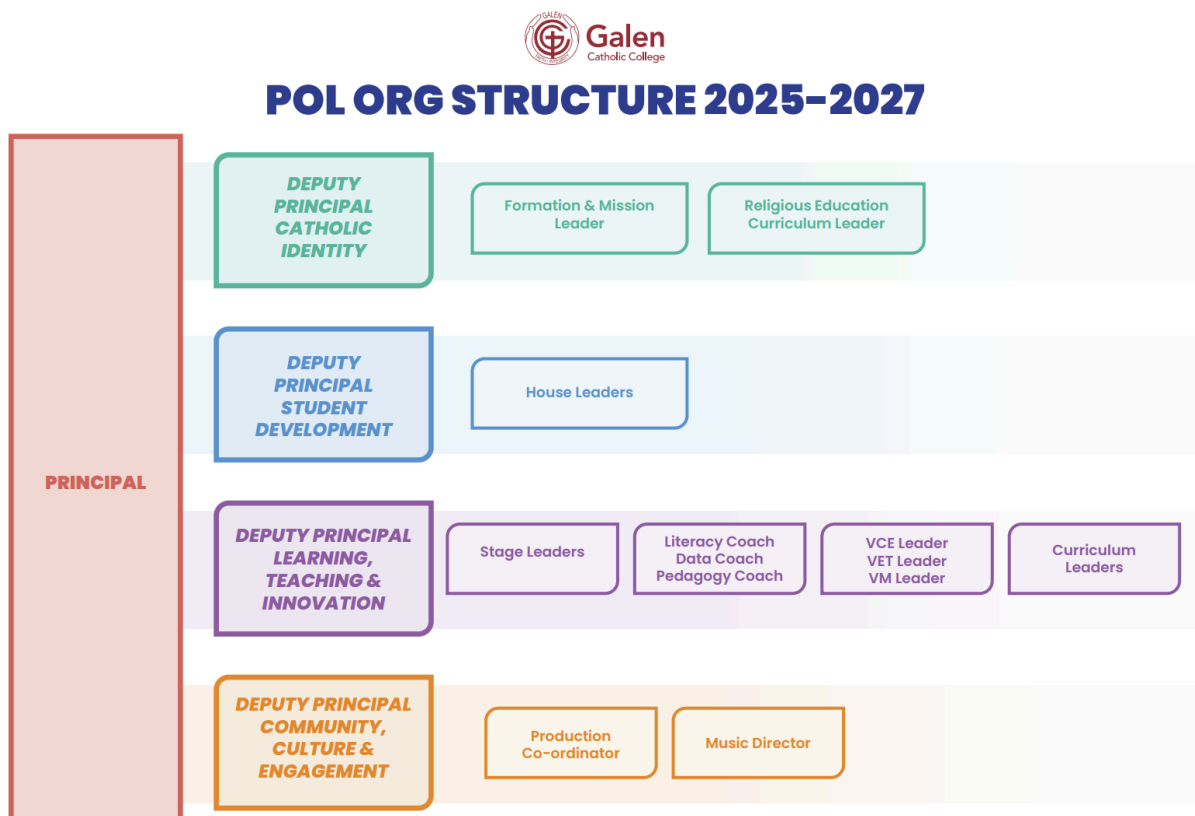 GALEN
Galen
Catholic College
POL ORG STRUCTURE 2025–2027
PRINCIPAL
DEPUTY
PRINCIPAL
CATHOLIC
IDENTITY
Formation & Mission
Leader
Religious Education
Curriculum Leader
DEPUTY
PRINCIPAL
STUDENT
DEVELOPMENT
House Leaders
DEPUTY PRINCIPAL
LEARNING,
TEACHING &
INNOVATION
Stage Leaders
Literacy Coach
Data Coach
Pedagogy Coach
VCE Leader
VET Leader
VM Leader
Curriculum
Leaders
DEPUTY PRINCIPAL
COMMUNITY,
CULTURE &
ENGAGEMENT
Production
Co-ordinator
Music Director